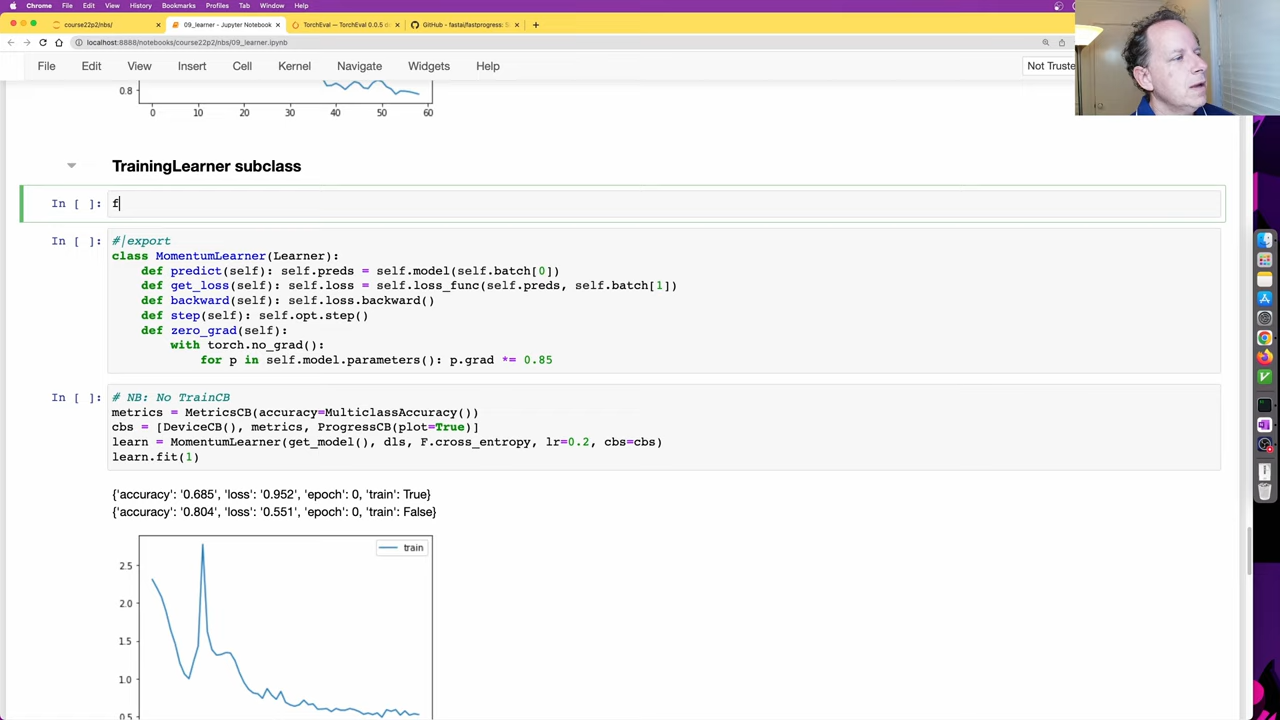 Chrome File Edit View History Bookmarks Profiles Tab Window Help
course22p2/nbs/ 09_learner - Jupyter Notebook TorchEval — TorchEval 0.0.5 GitHub - fastai/fastprogress:
localhost:8888/notebooks/course22p2/nbs/09_learner.ipynb
File Edit View Insert Cell Kernel Navigate Widgets Help Not Truste
0.8
0 10 20 30 40 50 60
TrainingLearner subclass
In [ ]: f
In [ ]: #|export
class MomentumLearner(Learner):
def predict(self): self.preds = self.model(self.batch[0])
def get_loss(self): self.loss = self.loss_func(self.preds, self.batch[1])
def backward(self): self.loss.backward()
def step(self): self.opt.step()
def zero_grad(self):
with torch.no_grad():
for p in self.model.parameters(): p.grad *= 0.85
In [ ]: # NB: No TrainCB
metrics = MetricsCB(accuracy=MulticlassAccuracy())
cbs = [DeviceCB(), metrics, ProgressCB(plot=True)]
learn = MomentumLearner(get_model(), dls, F.cross_entropy, lr=0.2, cbs=cbs)
learn.fit(1)
{'accuracy': '0.685', 'loss': '0.952', 'epoch': 0, 'train': True}
{'accuracy': '0.804', 'loss': '0.551', 'epoch': 0, 'train': False}
train
2.5
2.0
1.5
1.0
0.5